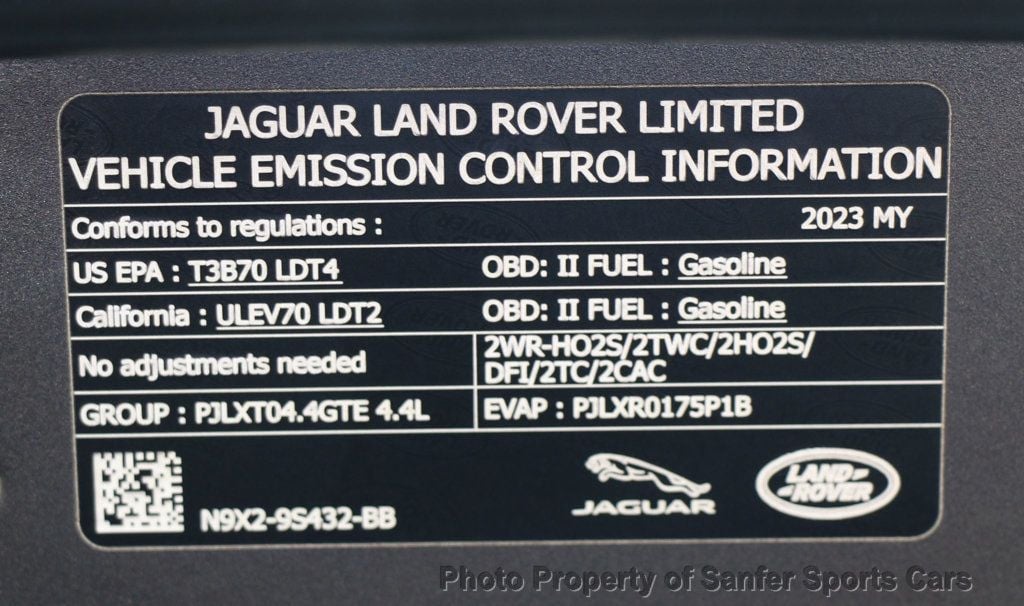 JAGUAR LAND ROVER LIMITED
VEHICLE EMISSION CONTROL INFORMATION
Conforms to regulations : 2023 MY
US EPA : T3B70 LDT4 OBD: II FUEL : Gasoline
California : ULEV70 LDT2 OBD: II FUEL : Gasoline
No adjustments needed
2WR-HO2S/2TWC/2HO2S/
DFI/2TC/2CAC
GROUP : PJLXT04.4GTE 4.4L EVAP : PJLXR0175P1B
N9X2-9S432-BB
JAGUAR
LAND
ROVER
Photo Property of Sanfer Sports Cars